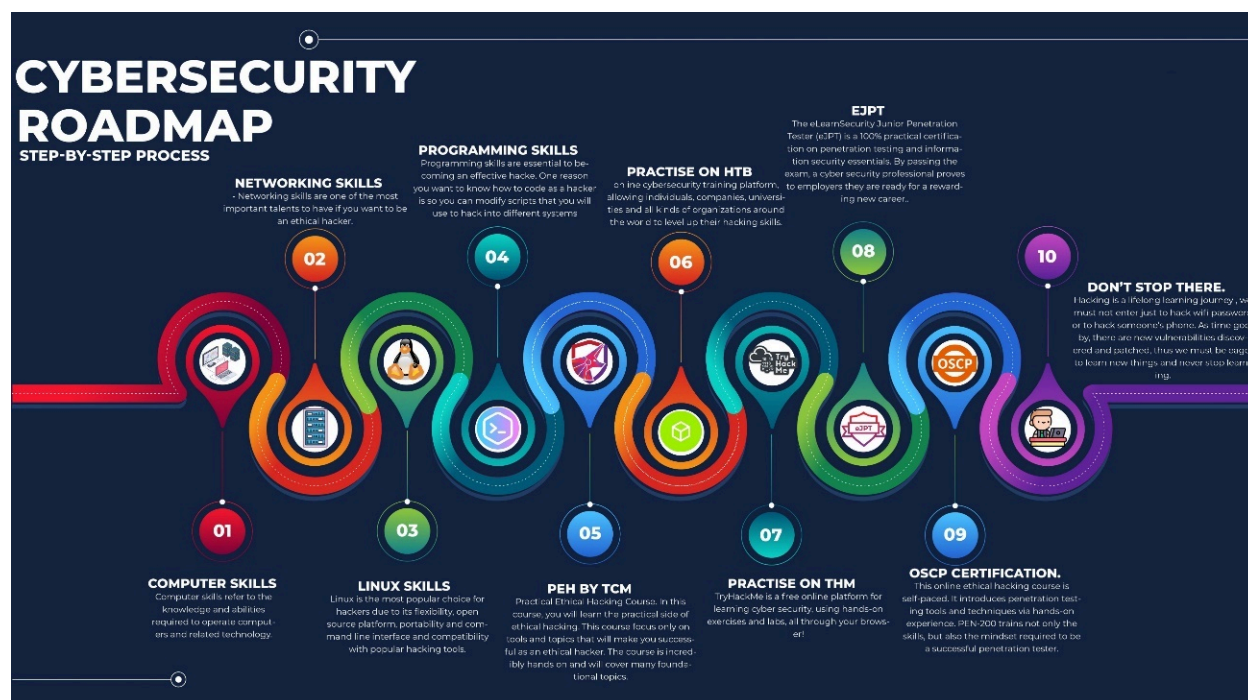 CYBERSECURITY
ROADMAP
STEP-BY-STEP PROCESS
01
COMPUTER SKILLS
Computer skills refer to the
knowledge and abilities
required to operate comput-
ers and related technology.
NETWORKING SKILLS
- Networking skills are one of the most
important talents to have if you want to be
an ethical hacker.
02
03
LINUX SKILLS
Linux is the most popular choice for
hackers due to its flexibility, open
source platform, portability and com-
mand line interface and compatibility
with popular hacking tools.
PROGRAMMING SKILLS
Programming skills are essential to be-
coming an effective hacke. One reason
you want to know how to code as a hacker
is so you can modify scripts that you will
use to hack into different systems
04
05
PEH BY TCM
Practical Ethical Hacking Course. In this
course, you will learn the practical side of
ethical hacking. This course focus only on
tools and topics that will make you success-
ful as an ethical hacker. The course is incred-
ibly hands on and will cover many founda-
tional topics.
PRACTISE ON HTB
online cybersecurity training platform,
allowing individuals, companies, universi-
ties and all kinds of organizations around
the world to level up their hacking skills.
06
Try
Hack
Me
07
PRACTISE ON THM
TryHackMe is a free online platform for
learning cyber security, using hands-on
exercises and labs, all through your brows-
er!
EJPT
The eLearnSecurity Junior Penetration
Tester (eJPT) is a 100% practical certifica-
tion on penetration testing and informa-
tion security essentials. By passing the
exam, a cyber security professional proves
to employers they are ready for a reward-
ing new career..
08
eJPT
OSCP
09
OSCP CERTIFICATION.
This online ethical hacking course is
self-paced. It introduces penetration test-
ing tools and techniques via hands-on
experience. PEN-200 trains not only the
skills, but also the mindset required to be
a successful penetration tester.
10
DON'T STOP THERE.
Hacking is a lifelong learning journey , we
must not enter just to hack wifi passwor
or to hack someone's phone. As time goe
by, there are new vulnerabilities discov-
ered and patched, thus we must be eage
to learn new things and never stop learn-
ing.